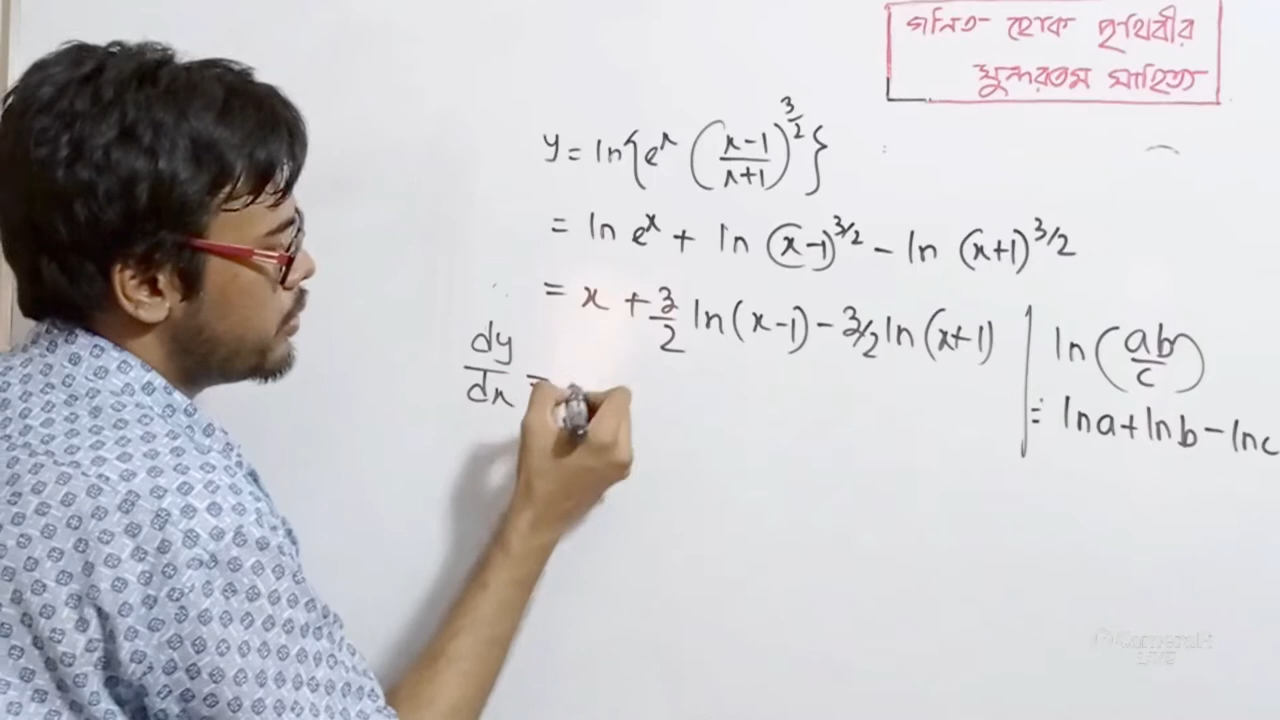 গনিত হোক পৃথিবীর
সুন্দরতম সাহিত্য
y = ln{eˣ ((x-1)/(x+1))^(3/2)}
= ln eˣ + ln (x-1)^(3/2) - ln (x+1)^(3/2)
= x + 3/2 ln(x-1) - 3/2 ln(x+1)
dy/dx =
ln(ab/c)
= lna + lnb - lnc